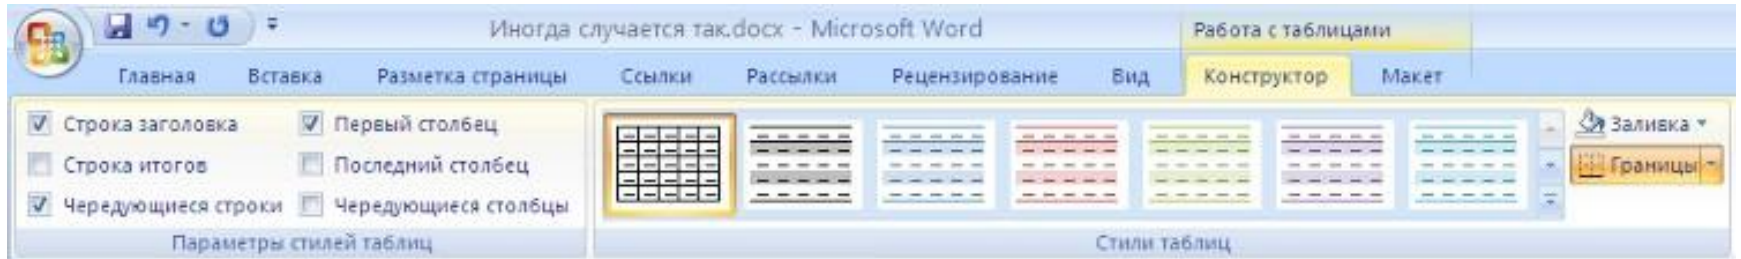 Иногда случается так.docx - Microsoft Word
Работа с таблицами
Главная Вставка Разметка страницы Ссылки Рассылки Рецензирование Вид Конструктор Макет
Строка заголовка Первый столбец
Строка итогов Последний столбец
Чередующиеся строки Чередующиеся столбцы
Параметры стилей таблиц
Заливка
Границы
Стили таблиц